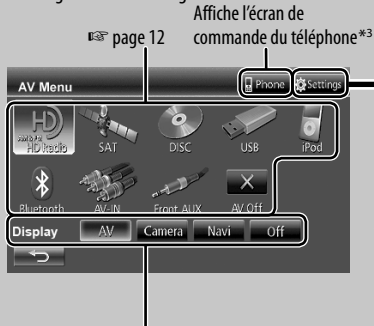 Affiche l'écran de
☞ page 12
commande du téléphone*3
AV Menu
Phone
Settings
HD Radio
SAT
DISC
USB
iPod
Bluetooth
AV-IN
Front AUX
AV Off
Display
AV
Camera
Navi
Off